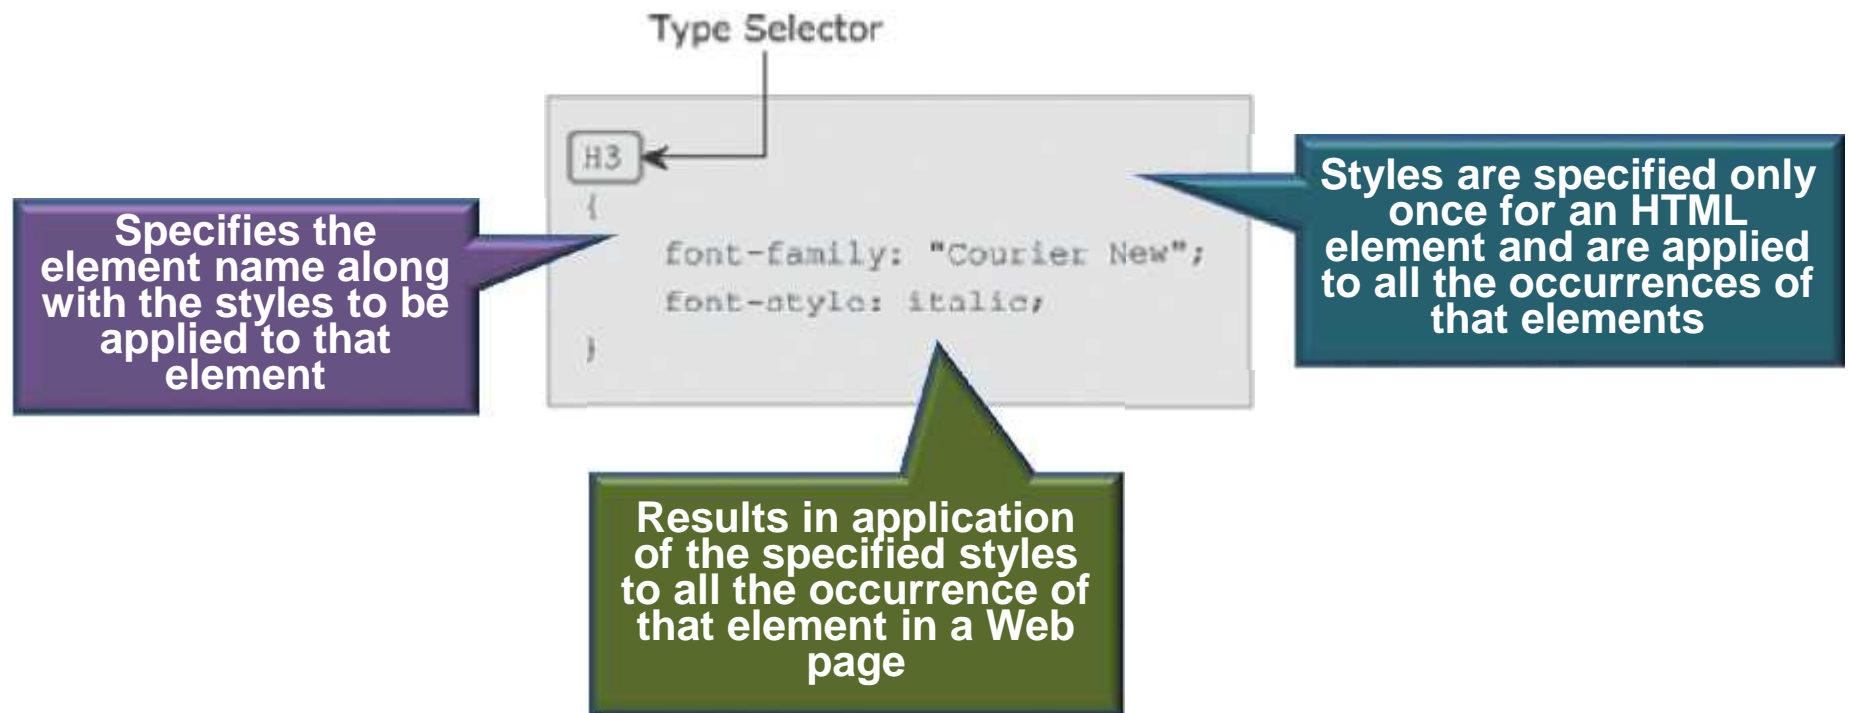 Type Selector
H3
{
font-family: "Courier New";
font-style: italic;
}
Specifies the
element name along
with the styles to be
applied to that
element
Styles are specified only
once for an HTML
element and are applied
to all the occurrences of
that elements
Results in application
of the specified styles
to all the occurrence of
that element in a Web
page